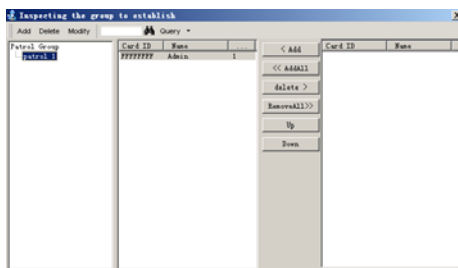 Inspecting the group to establish
Add Delete Modify Query
Patrol Group
patrol 1
Card ID Name ...
FFFFFFFF Admin 1
< Add
<< AddAll
dalete >
RemoveAll>>
Up
Down
Card ID Name